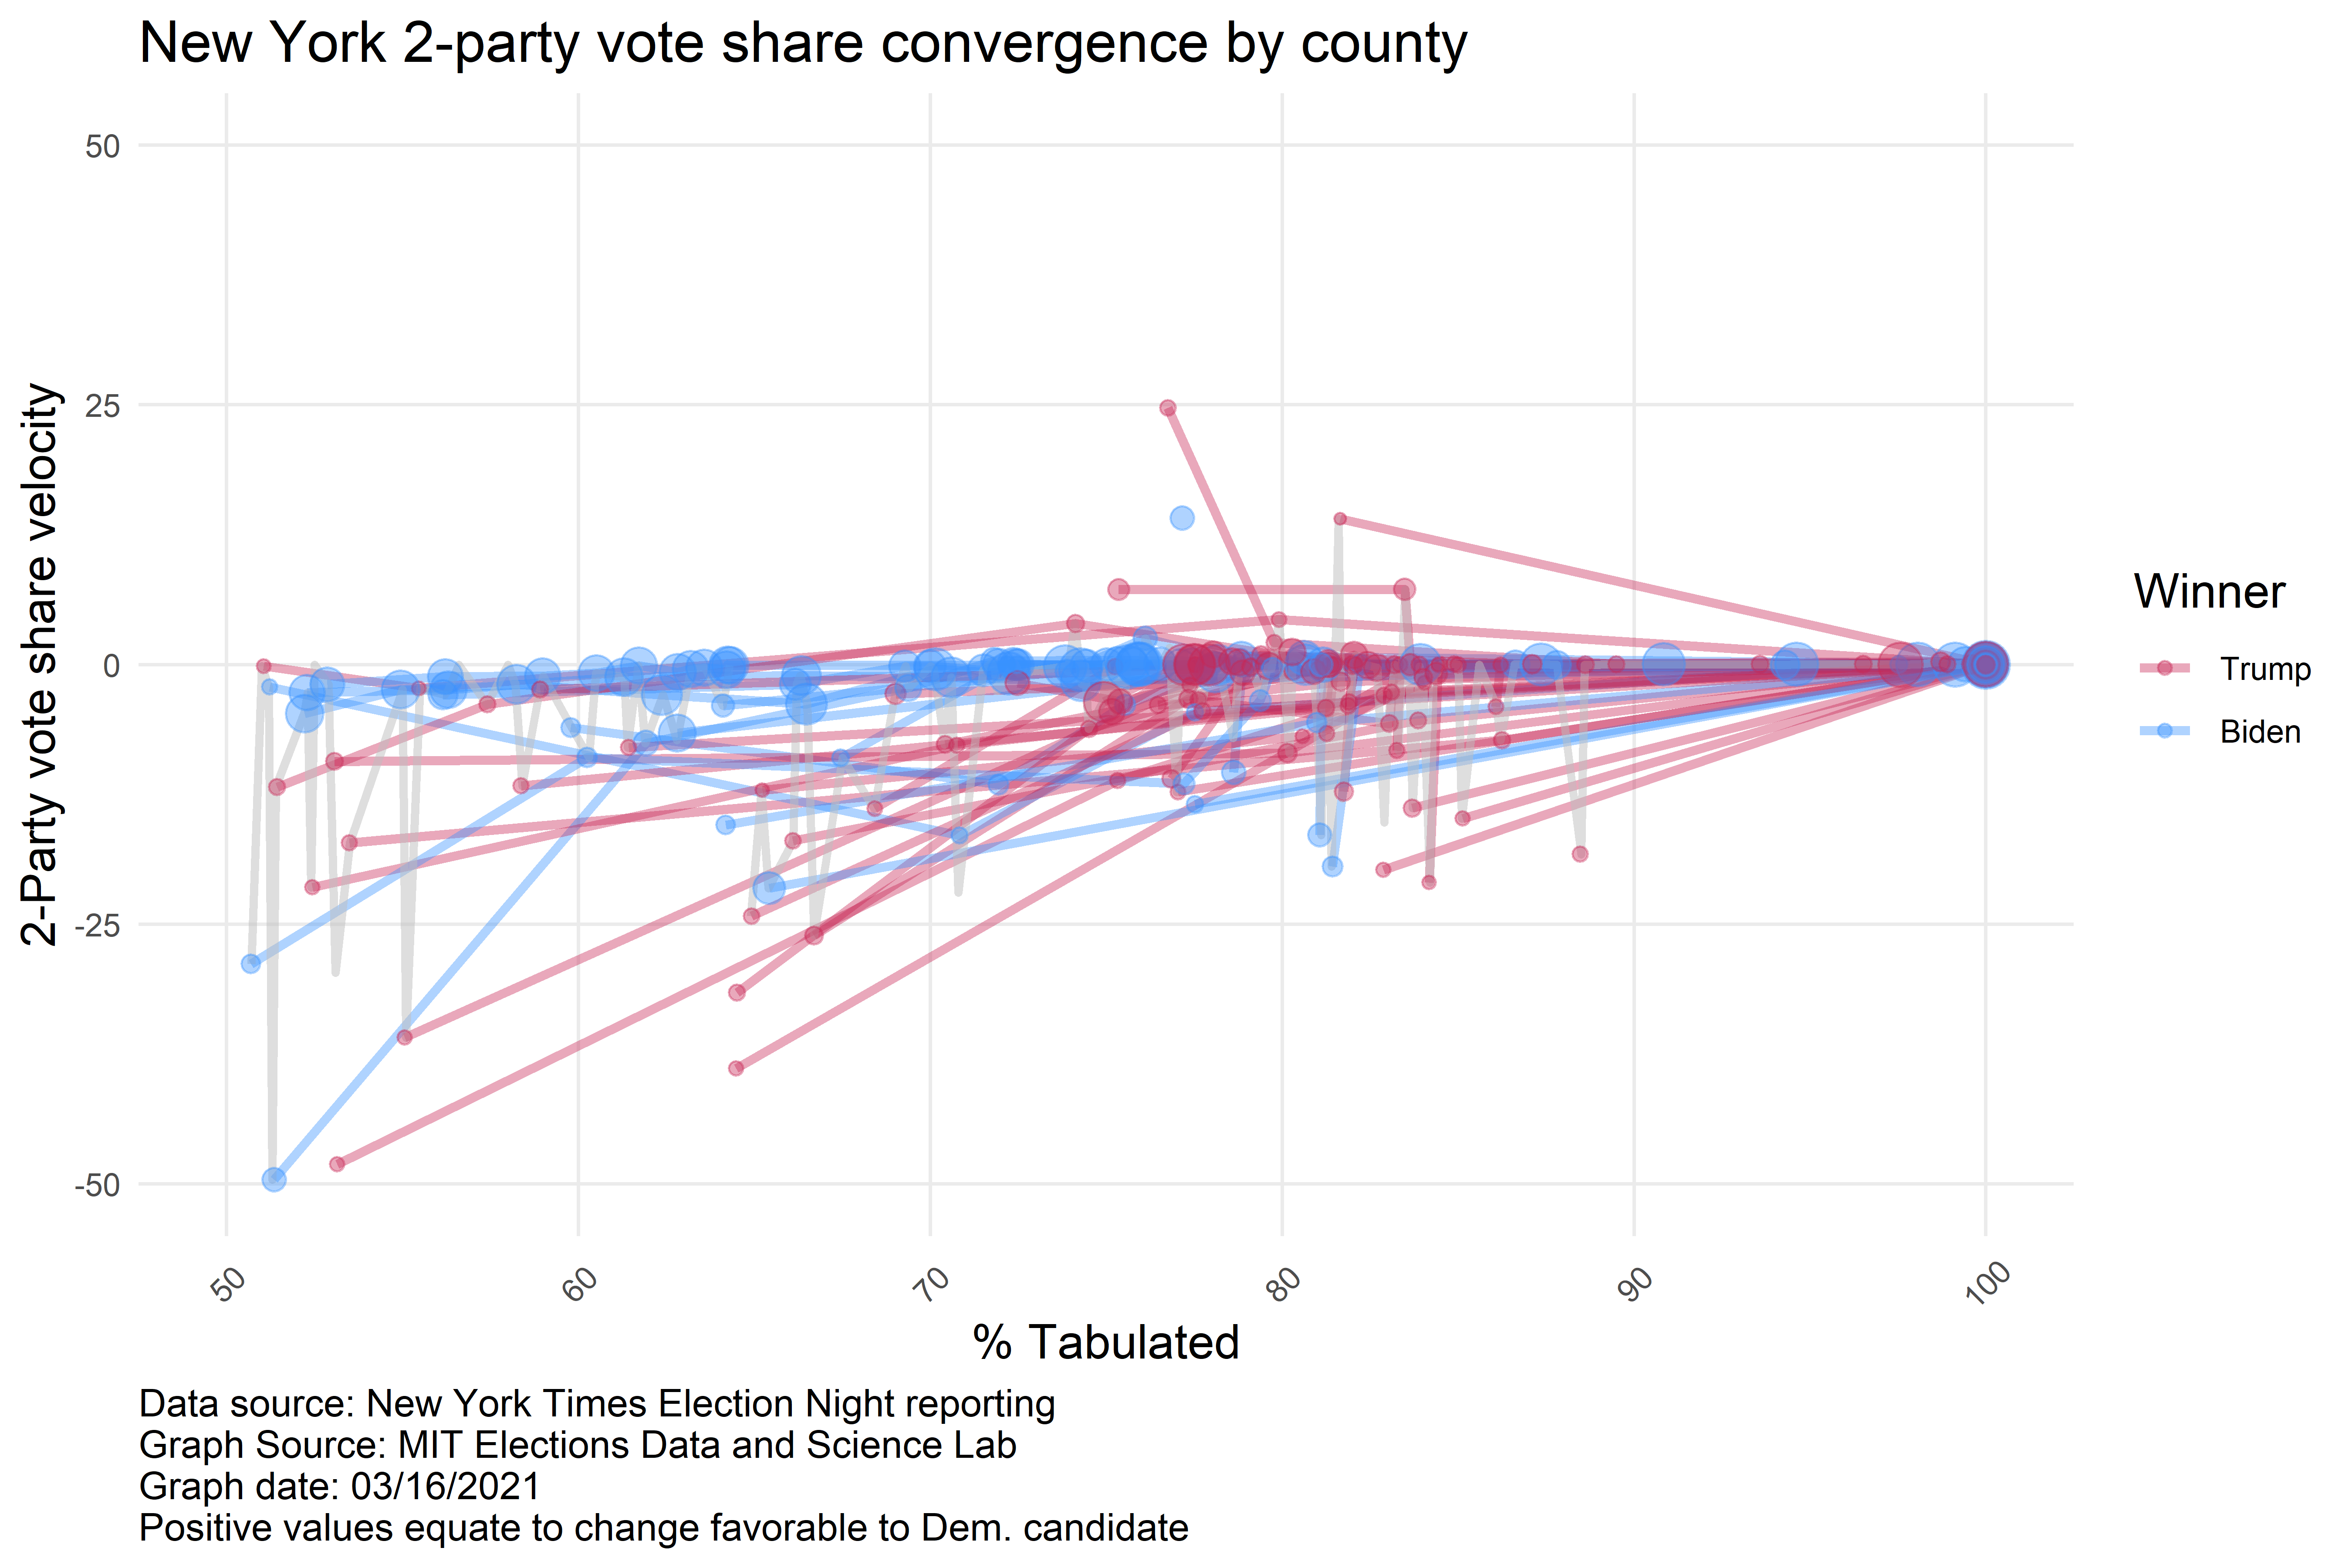 New York 2-party vote share convergence by county
50
25
0
-25
-50
2-Party vote share velocity
50
60
70
80
90
100
% Tabulated
Winner
Trump
Biden
Data source: New York Times Election Night reporting
Graph Source: MIT Elections Data and Science Lab
Graph date: 03/16/2021
Positive values equate to change favorable to Dem. candidate